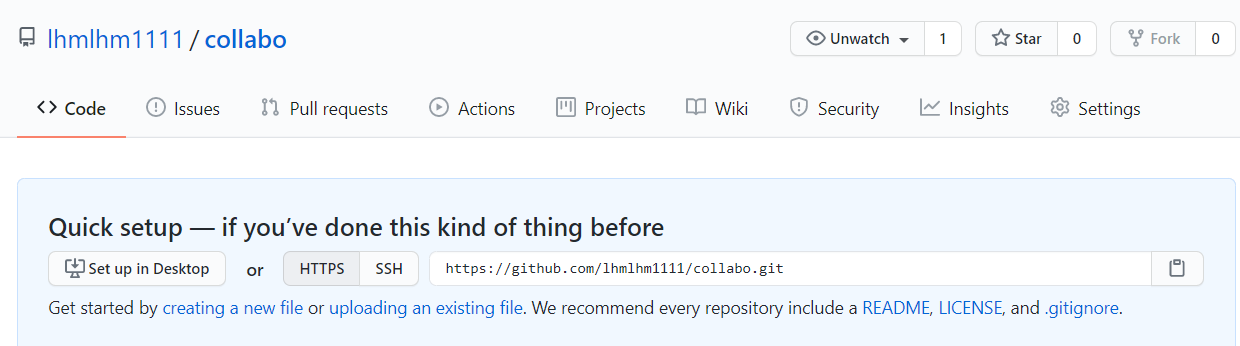 lhmlhm1111 / collabo Unwatch 1 Star 0 Fork 0
Code Issues Pull requests Actions Projects Wiki Security Insights Settings
Quick setup — if you’ve done this kind of thing before
Set up in Desktop or HTTPS SSH https://github.com/lhmlhm1111/collabo.git
Get started by creating a new file or uploading an existing file. We recommend every repository include a README, LICENSE, and .gitignore.